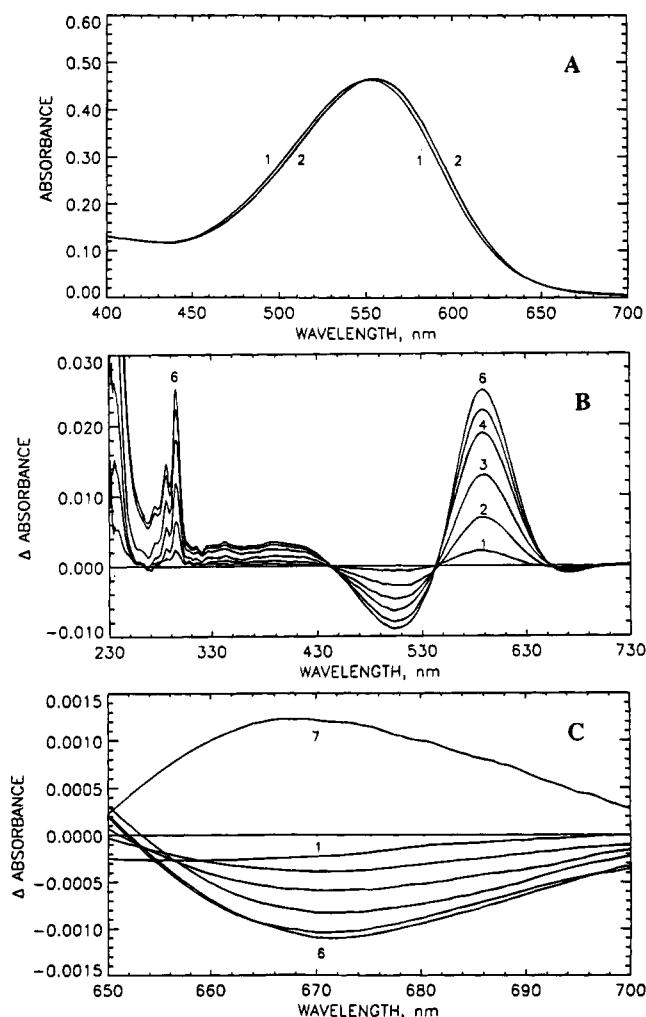 A
ABSORBANCE
0.60
0.50
0.40
0.30
0.20
0.10
0.00
1 2 1 2
400 450 500 550 600 650 700
WAVELENGTH, nm
B
Δ ABSORBANCE
0.030
0.020
0.010
0.000
-0.010
6 6
4
3
2
1
230 330 430 530 630 730
WAVELENGTH, nm
C
Δ ABSORBANCE
0.0015
0.0010
0.0005
0.0000
-0.0005
-0.0010
-0.0015
7
1
6
650 660 670 680 690 700
WAVELENGTH, nm